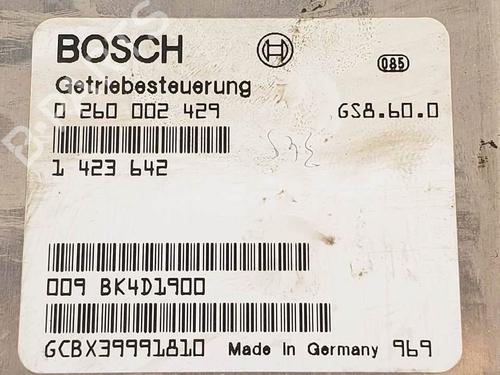 BOSCH
085
Getriebesteuerung
0 260 002 429 GS8.60.0
1 423 642
009 BK4D1900
GCBX39991810 Made in Germany 969